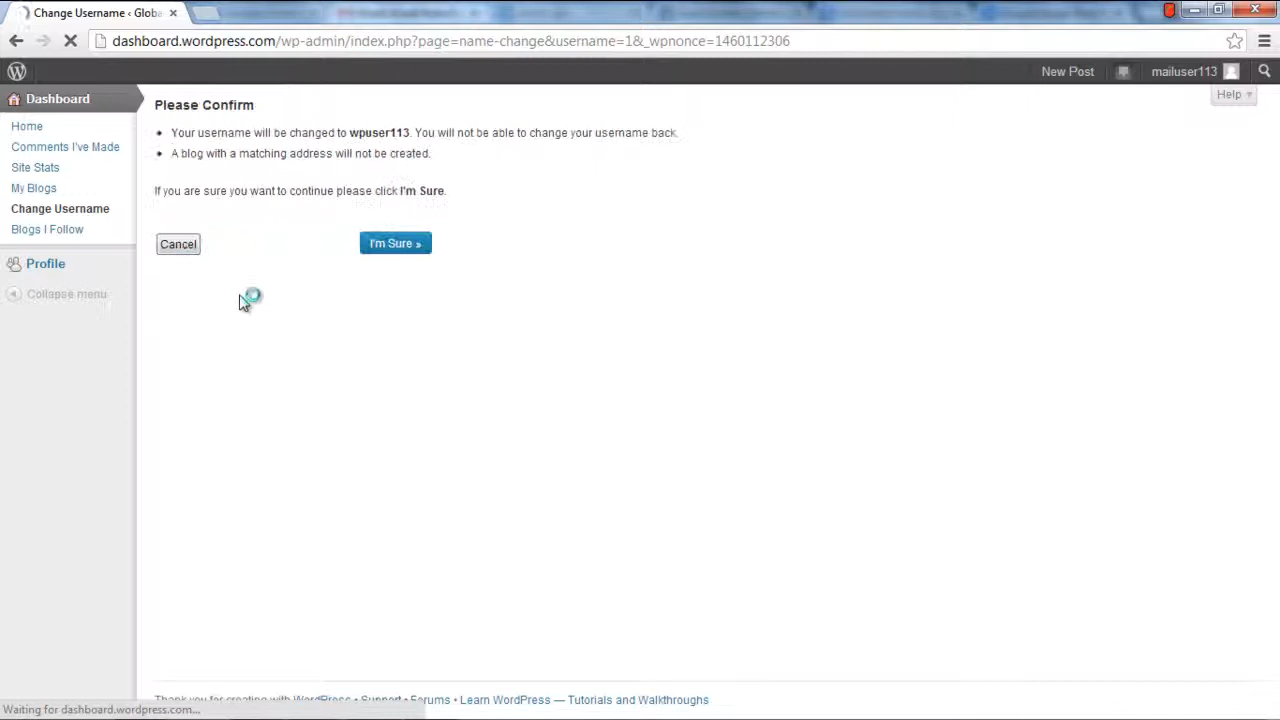 Change Username ‹ Globa
dashboard.wordpress.com/wp-admin/index.php?page=name-change&username=1&_wpnonce=1460112306
New Post
mailuser113
Dashboard
Help
Home
Comments I've Made
Site Stats
My Blogs
Change Username
Blogs I Follow
Profile
Collapse menu
Please Confirm
• Your username will be changed to wpuser113. You will not be able to change your username back.
• A blog with a matching address will not be created.
If you are sure you want to continue please click I'm Sure.
Cancel
I'm Sure »
Thank you for creating with WordPress • Support • Forums • Learn WordPress — Tutorials and Walkthroughs
Waiting for dashboard.wordpress.com...